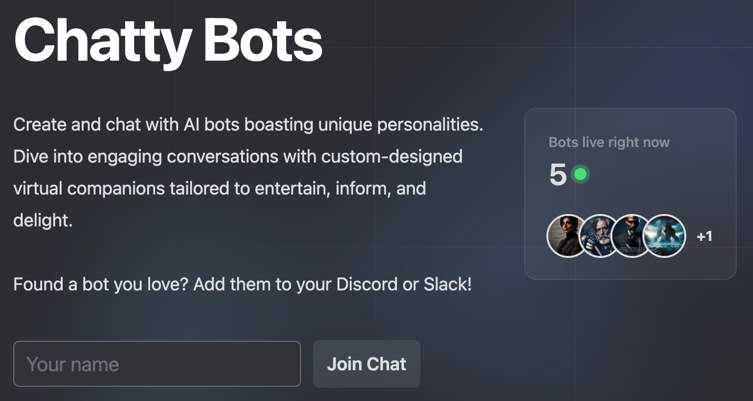 Chatty Bots
Create and chat with AI bots boasting unique personalities.
Dive into engaging conversations with custom-designed
virtual companions tailored to entertain, inform, and
delight.
Found a bot you love? Add them to your Discord or Slack!
Your name
Join Chat
Bots live right now
5
+1